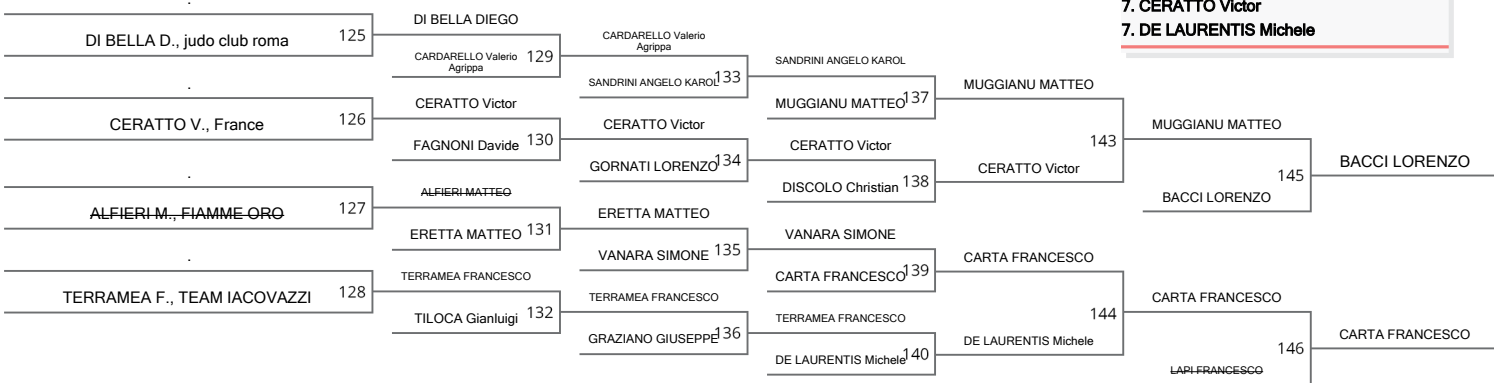 7. CERATTO Victor
7. DE LAURENTIS Michele
.
DI BELLA D., judo club roma
125
.
CERATTO V., France
126
.
ALFIERI M., FIAMME ORO
127
.
TERRAMEA F., TEAM IACOVAZZI
128
DI BELLA DIEGO
CARDARELLO Valerio
Agrippa
129
CERATTO Victor
FAGNONI Davide
130
ALFIERI MATTEO
ERETTA MATTEO
131
TERRAMEA FRANCESCO
TILOCA Gianluigi
132
CARDARELLO Valerio
Agrippa
SANDRINI ANGELO KAROL
133
CERATTO Victor
GORNATI LORENZO
134
ERETTA MATTEO
VANARA SIMONE
135
TERRAMEA FRANCESCO
GRAZIANO GIUSEPPE
136
SANDRINI ANGELO KAROL
MUGGIANU MATTEO
137
CERATTO Victor
DISCOLO Christian
138
VANARA SIMONE
CARTA FRANCESCO
139
TERRAMEA FRANCESCO
DE LAURENTIS Michele
140
MUGGIANU MATTEO
143
CERATTO Victor
CARTA FRANCESCO
144
DE LAURENTIS Michele
MUGGIANU MATTEO
145
BACCI LORENZO
CARTA FRANCESCO
146
LAPI FRANCESCO
BACCI LORENZO
CARTA FRANCESCO